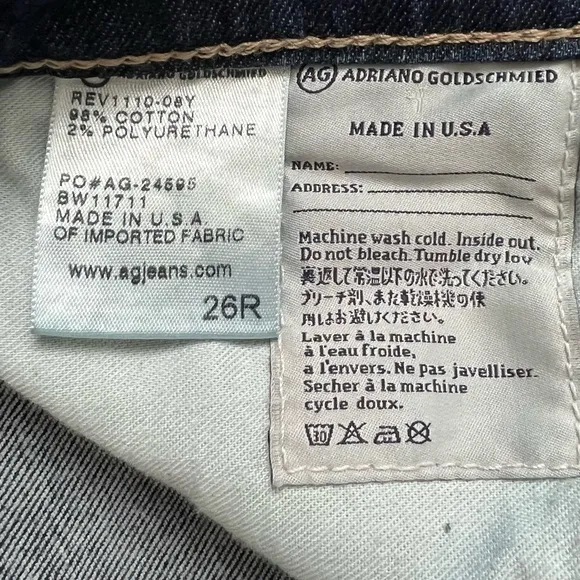 AG ADRIANO GOLDSCHMIED
REV1110-08Y
98% COTTON
2% POLYURETHANE
PO#AG-24595
BW11711
MADE IN U.S.A
OF IMPORTED FABRIC
www.agjeans.com
26R
AG ADRIANO GOLDSCHMIED
MADE IN U.S.A
NAME:
ADDRESS:
Machine wash cold. Inside out.
Do not bleach. Tumble dry low
裏返して常温以下の水で洗ってください。
ブリーチ剤、また乾燥機の使
用はお避けください。
Laver à la machine
à l'eau froide,
a l'envers. Ne pas javelliser.
Secher à la machine
cycle doux.
30